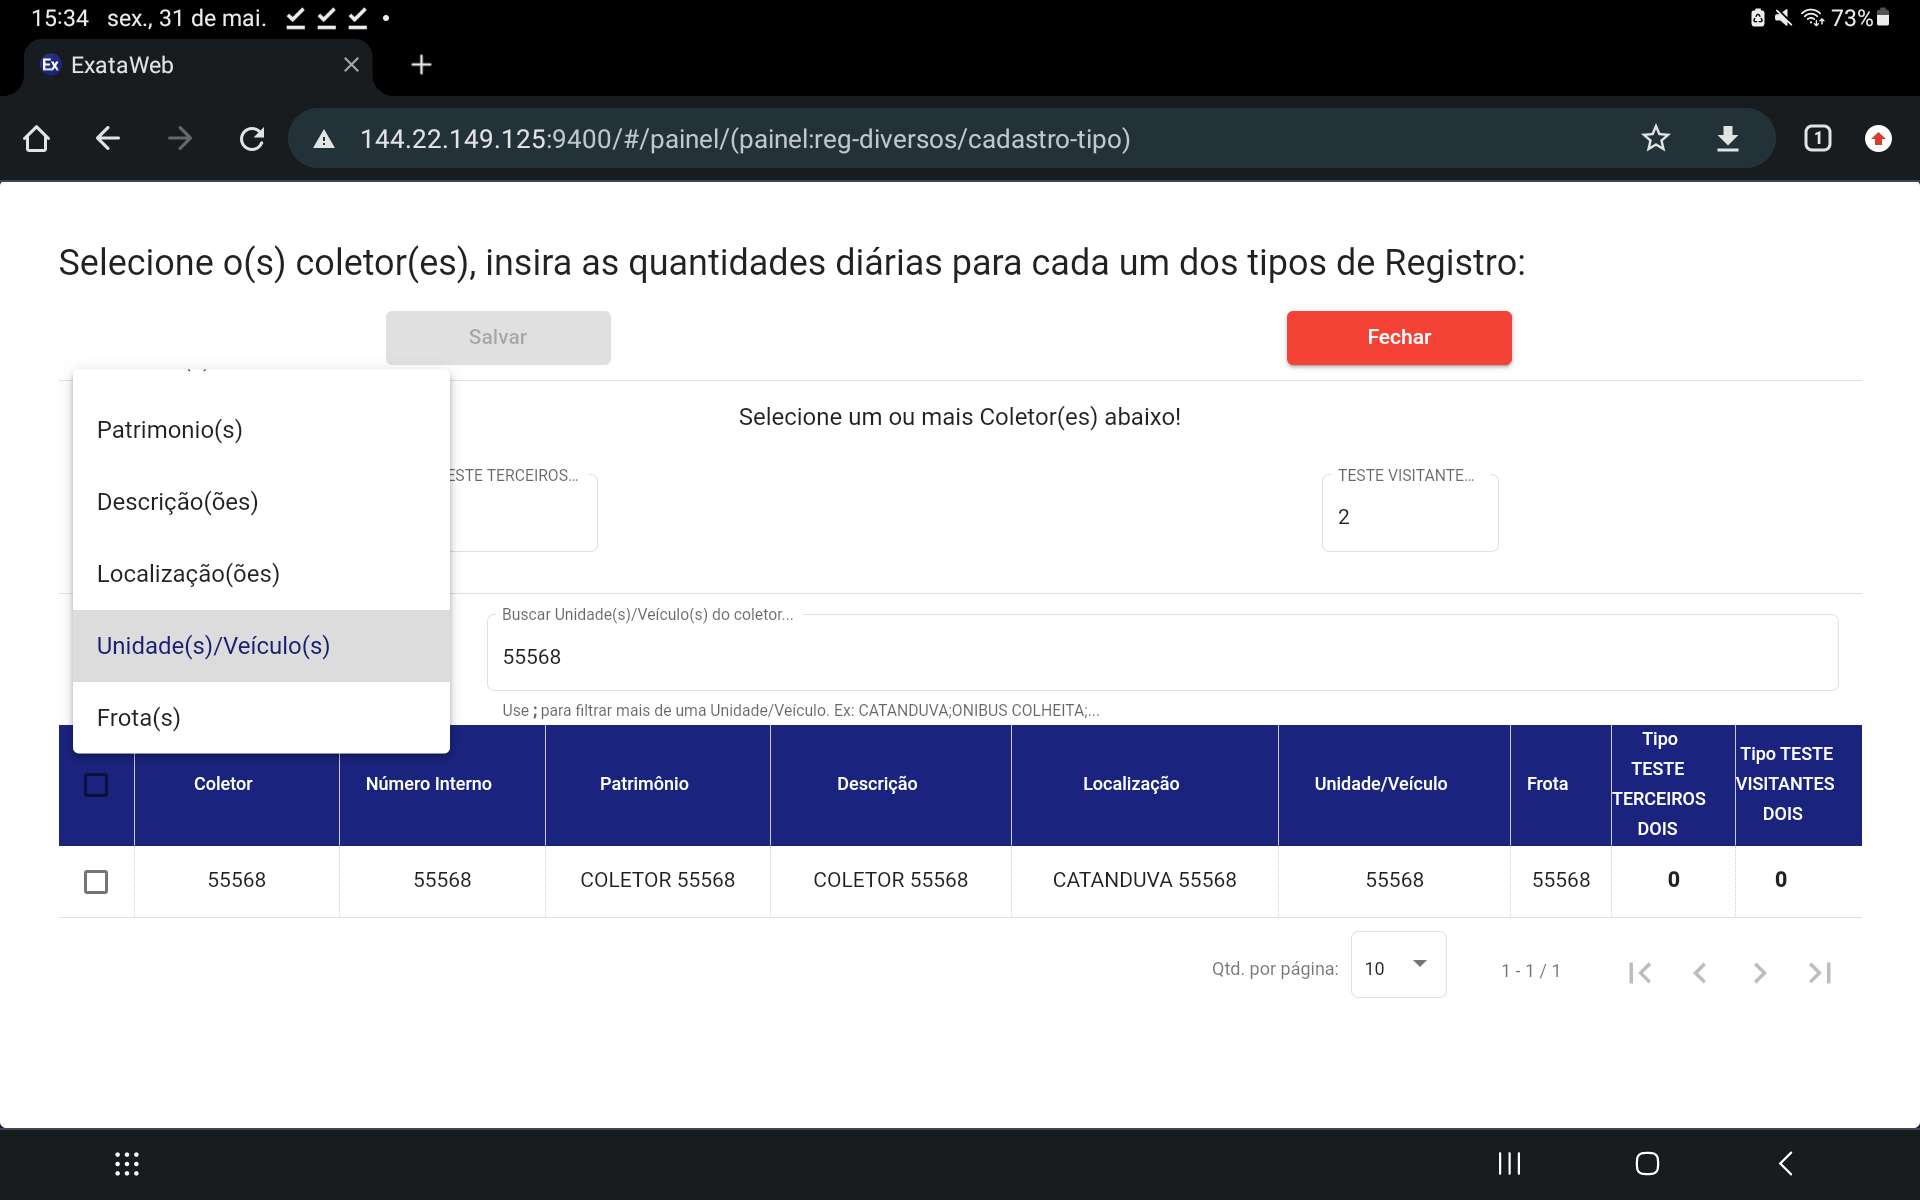 15:34 sex., 31 de mai. 73%
Ex ExataWeb
144.22.149.125:9400/#/painel/(painel:reg-diversos/cadastro-tipo) 1
Selecione o(s) coletor(es), insira as quantidades diárias para cada um dos tipos de Registro:
Salvar Fechar
Selecione um ou mais Coletor(es) abaixo!
Patrimonio(s)
Descrição(ões)
Localização(ões)
Unidade(s)/Veículo(s)
Frota(s)
ESTE TERCEIROS... TESTE VISITANTE...
2
Buscar Unidade(s)/Veículo(s) do coletor...
55568
Use ; para filtrar mais de uma Unidade/Veículo. Ex: CATANDUVA;ONIBUS COLHEITA;...
Coletor Número Interno Patrimônio Descrição Localização Unidade/Veículo Frota
Tipo
TESTE
TERCEIROS
DOIS
Tipo TESTE
VISITANTES
DOIS
55568 55568 COLETOR 55568 COLETOR 55568 CATANDUVA 55568 55568 55568 0 0
Qtd. por página: 10 1 - 1 / 1